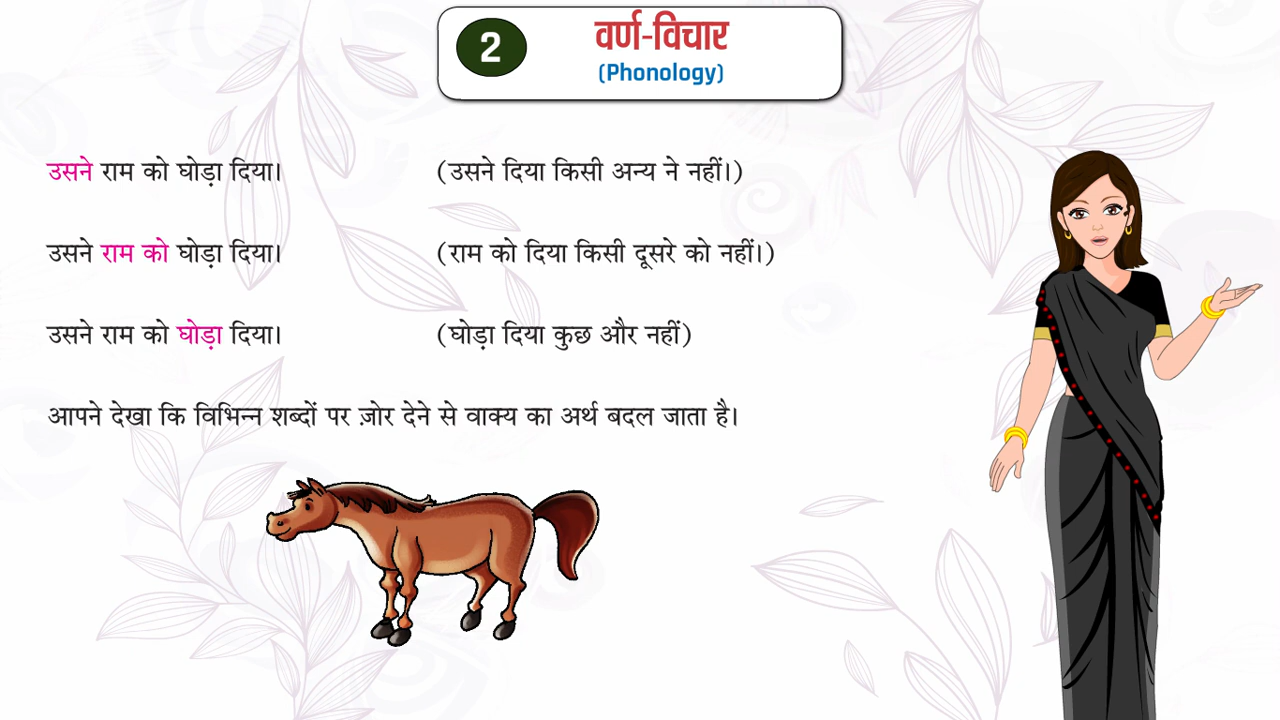 2
वर्ण-विचार
(Phonology)
उसने राम को घोड़ा दिया। (उसने दिया किसी अन्य ने नहीं।)
उसने राम को घोड़ा दिया। (राम को दिया किसी दूसरे को नहीं।)
उसने राम को घोड़ा दिया। (घोड़ा दिया कुछ और नहीं)
आपने देखा कि विभिन्न शब्दों पर ज़ोर देने से वाक्य का अर्थ बदल जाता है।